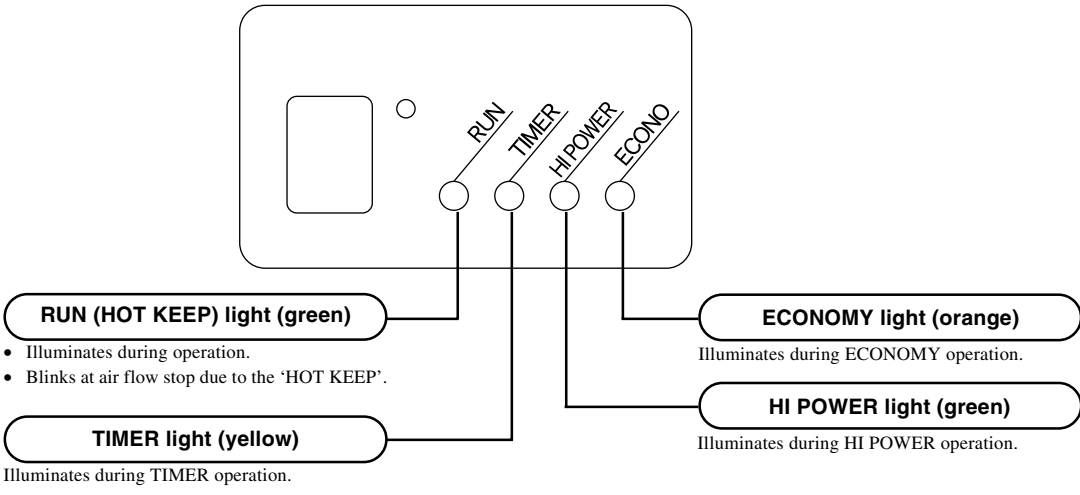 RUN
TIMER
HI POWER
ECONO
RUN (HOT KEEP) light (green)
• Illuminates during operation.
• Blinks at air flow stop due to the ‘HOT KEEP’.
TIMER light (yellow)
Illuminates during TIMER operation.
ECONOMY light (orange)
Illuminates during ECONOMY operation.
HI POWER light (green)
Illuminates during HI POWER operation.